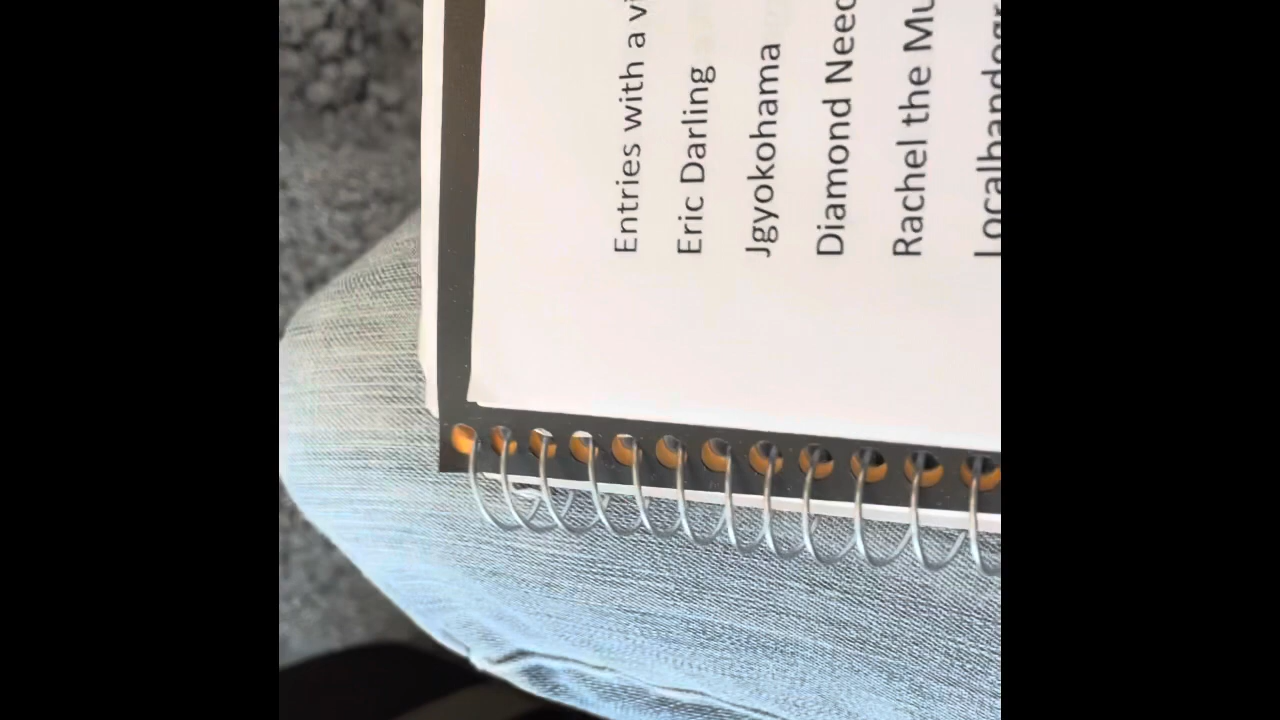 Entries with a
Eric Darling
Jgyokohama
Diamond
Rachel the